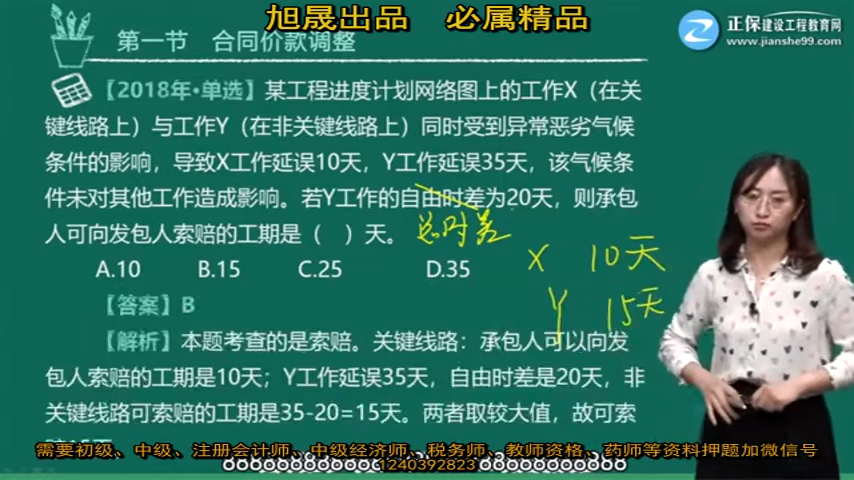 旭晟出品 必属精品
正保建设工程教育网
www.jianshe99.com
第一节 合同价款调整
【2018年·单选】某工程进度计划网络图上的工作X(在关
键线路上)与工作Y(在非关键线路上)同时受到异常恶劣气候
条件的影响，导致X工作延误10天，Y工作延误35天，该气候条
件未对其他工作造成影响。若Y工作的自由时差为20天，则承包
人可向发包人索赔的工期是( )天。
总时差
X 10天
A.10 B.15 C.25 D.35
Y 15天
【答案】B
【解析】本题考查的是索赔。关键线路：承包人可以向发
包人索赔的工期是10天；Y工作延误35天，自由时差是20天，非
关键线路可索赔的工期是35-20=15天。两者取较大值，故可索
需要初级、中级、注册会计师、中级经济师、税务师、教师资格、药师等资料押题加微信号
1240392823